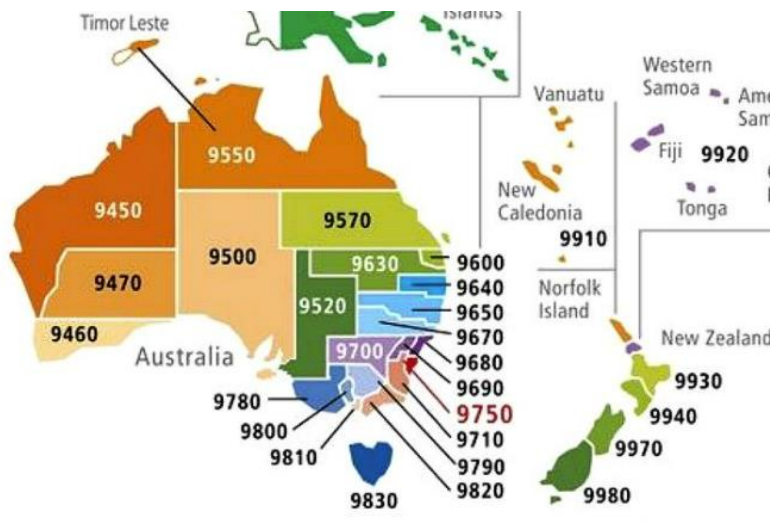 Islands
Timor Leste
Western
Samoa
Vanuatu
9550
Fiji
9920
9450
New
Caledonia
Tonga
9570
9910
9500
9600
9630
9470
9640
Norfolk
Island
9520
9650
9460
9670
New Zealand
Australia
9700
9680
9930
9690
9780
9750
9940
9800
9710
9970
9810
9790
9820
9830
9980